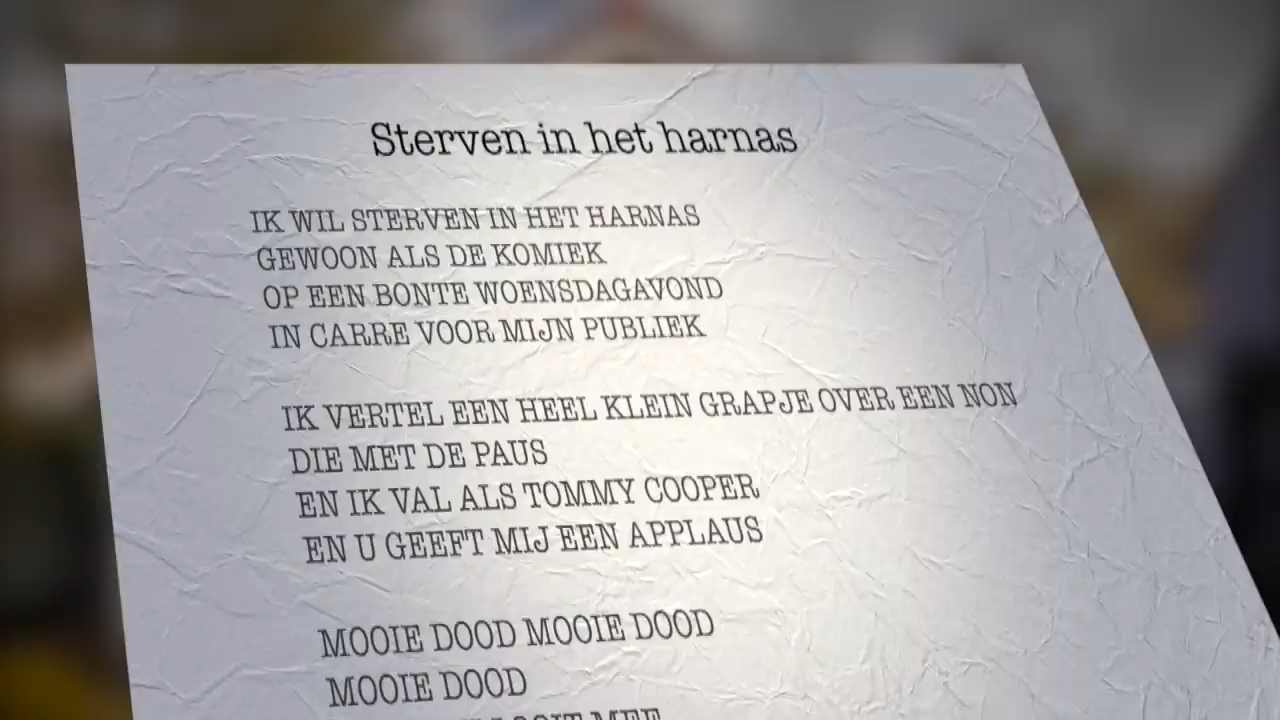 Sterven in het harnas
IK WIL STERVEN IN HET HARNAS
GEWOON ALS DE KOMIEK
OP EEN BONTE WOENSDAGAVOND
IN CARRE VOOR MIJN PUBLIEK
IK VERTEL EEN HEEL KLEIN GRAPJE OVER EEN NON
DIE MET DE PAUS
EN IK VAL ALS TOMMY COOPER
EN U GEEFT MIJ EEN APPLAUS
MOOIE DOOD MOOIE DOOD
MOOIE DOOD